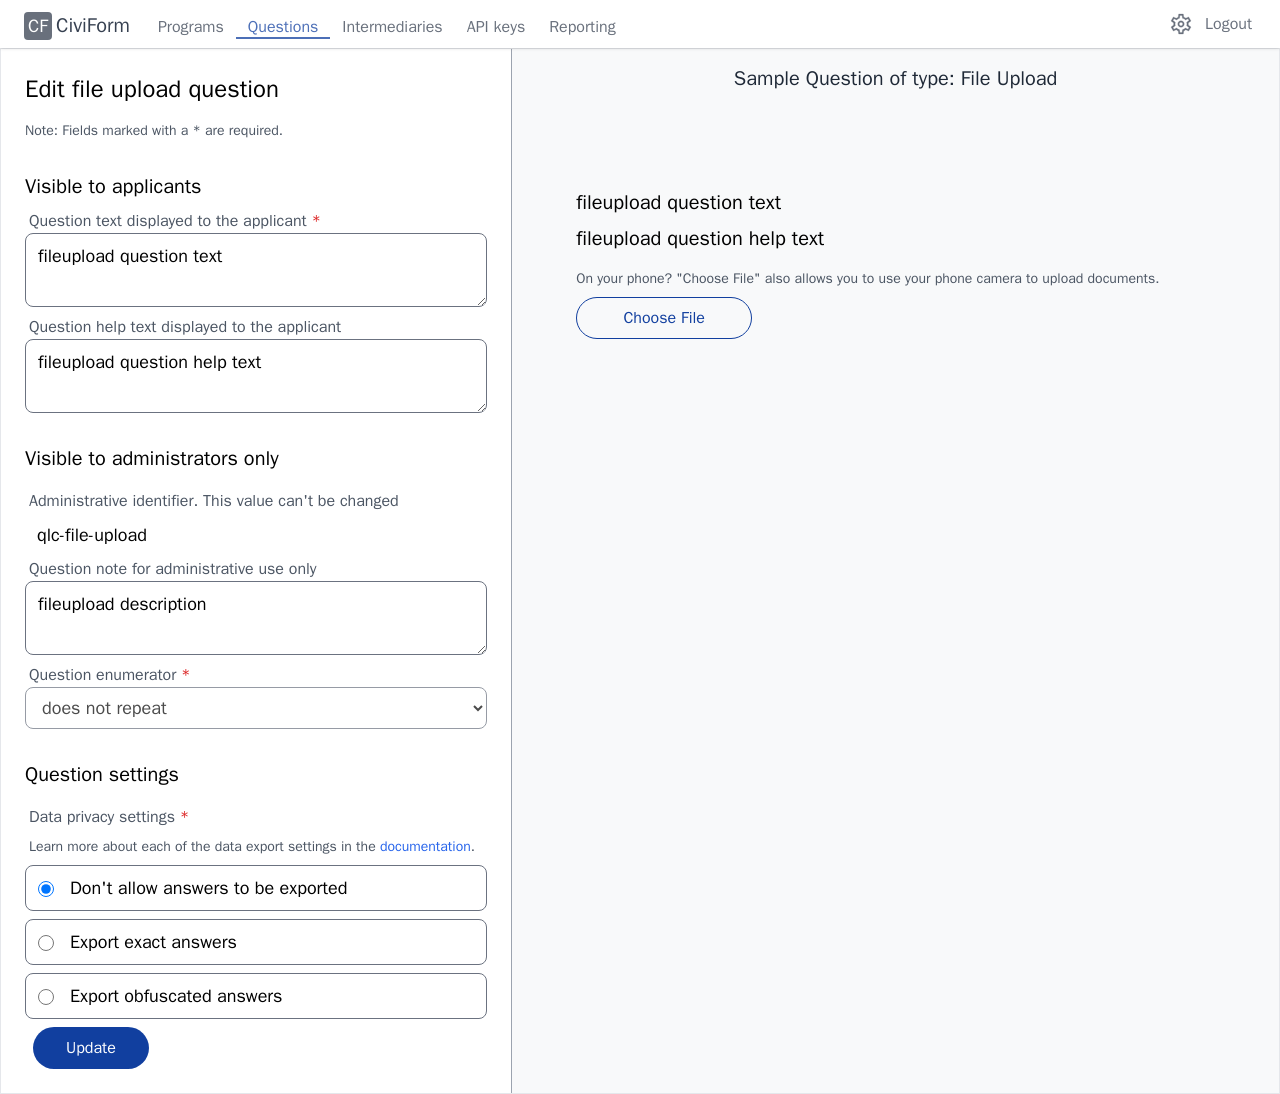 CF CiviForm Programs Questions Intermediaries API keys Reporting Logout
Edit file upload question
Note: Fields marked with a * are required.
Visible to applicants
Question text displayed to the applicant *
fileupload question text
Question help text displayed to the applicant
fileupload question help text
Visible to administrators only
Administrative identifier. This value can't be changed
qlc-file-upload
Question note for administrative use only
fileupload description
Question enumerator *
does not repeat
Question settings
Data privacy settings *
Learn more about each of the data export settings in the documentation.
Don't allow answers to be exported
Export exact answers
Export obfuscated answers
Update
Sample Question of type: File Upload
fileupload question text
fileupload question help text
On your phone? "Choose File" also allows you to use your phone camera to upload documents.
Choose File